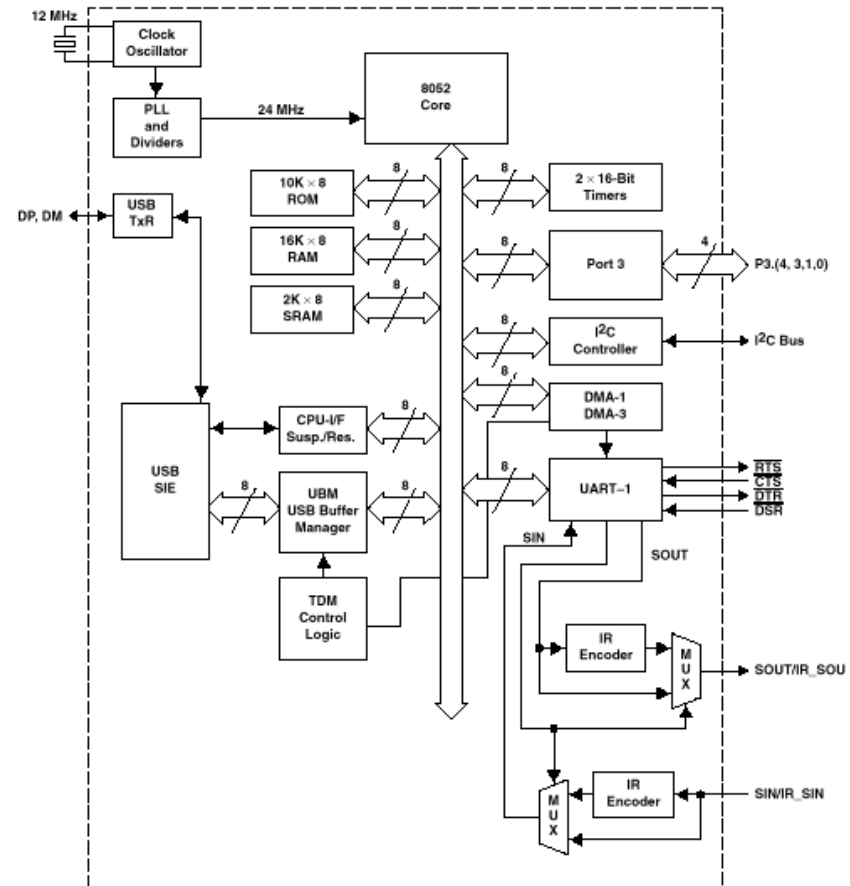 12 MHz
Clock
Oscillator
PLL
and
Dividers
24 MHz
8052
Core
10K × 8
ROM
8
8
2 × 16-Bit
Timers
DP, DM
USB
TxR
16K × 8
RAM
8
8
Port 3
4
P3.(4, 3,1,0)
2K × 8
SRAM
8
8
I2C
Controller
I2C Bus
8
DMA-1
DMA-3
USB
SIE
CPU-I/F
Susp./Res.
8
8
UBM
USB Buffer
Manager
8
8
UART–1
RTS
CTS
DTR
DSR
SIN
SOUT
TDM
Control
Logic
IR
Encoder
M
U
X
SOUT/IR_SOU
M
U
X
IR
Encoder
SIN/IR_SIN